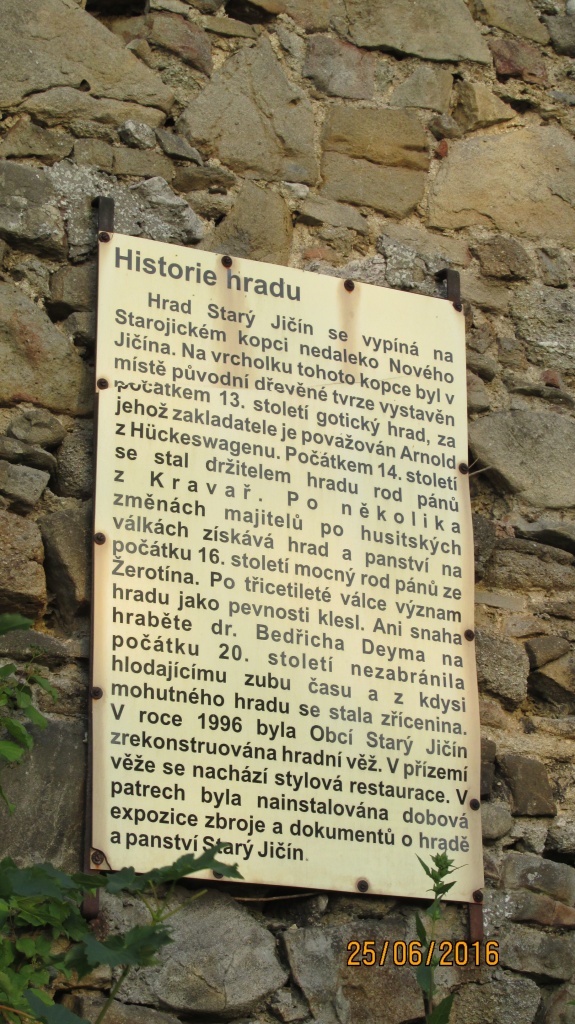 Historie hradu
Hrad Starý Jičín se vypíná na
Starojickém kopci nedaleko Nového
Jičína. Na vrcholku tohoto kopce byl v
místě původní dřevěné tvrze vystavěn
počátkem 13. století gotický hrad, za
jehož zakladatele je považován Arnold
z Hückeswagenu. Počátkem 14. století
se stal držitelem hradu rod pánů
z Kravař. Po několika
změnách majitelů po husitských
válkách získává hrad a panství na
počátku 16. století mocný rod pánů ze
Žerotína. Po třicetileté válce význam
hradu jako pevnosti klesl. Ani snaha
hraběte dr. Bedřicha Deyma na
počátku 20. století nezabránila
hlodajícímu zubu času a z kdysi
mohutného hradu se stala zřícenina.
V roce 1996 byla Obcí Starý Jičín
zrekonstruována hradní věž. V přízemí
věže se nachází stylová restaurace. V
patrech byla nainstalována dobová
expozice zbroje a dokumentů o hradě
a panství Starý Jičín.
25/06/2016